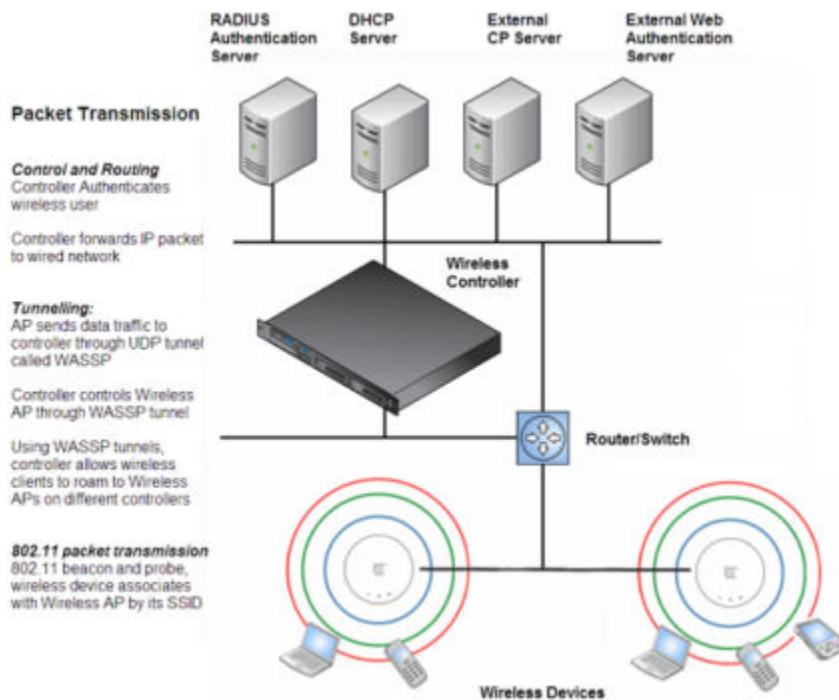 RADIUS
Authentication
Server
DHCP
Server
External
CP Server
External Web
Authentication
Server
Packet Transmission
Control and Routing
Controller Authenticates
wireless user
Controller forwards IP packet
to wired network
Wireless
Controller
Tunnelling:
AP sends data traffic to
controller through UDP tunnel
called WASSP
Controller controls Wireless
AP through WASSP tunnel
Using WASSP tunnels,
controller allows wireless
clients to roam to Wireless
APs on different controllers
Router/Switch
802.11 packet transmission
802.11 beacon and probe,
wireless device associates
with Wireless AP by its SSID
Wireless Devices